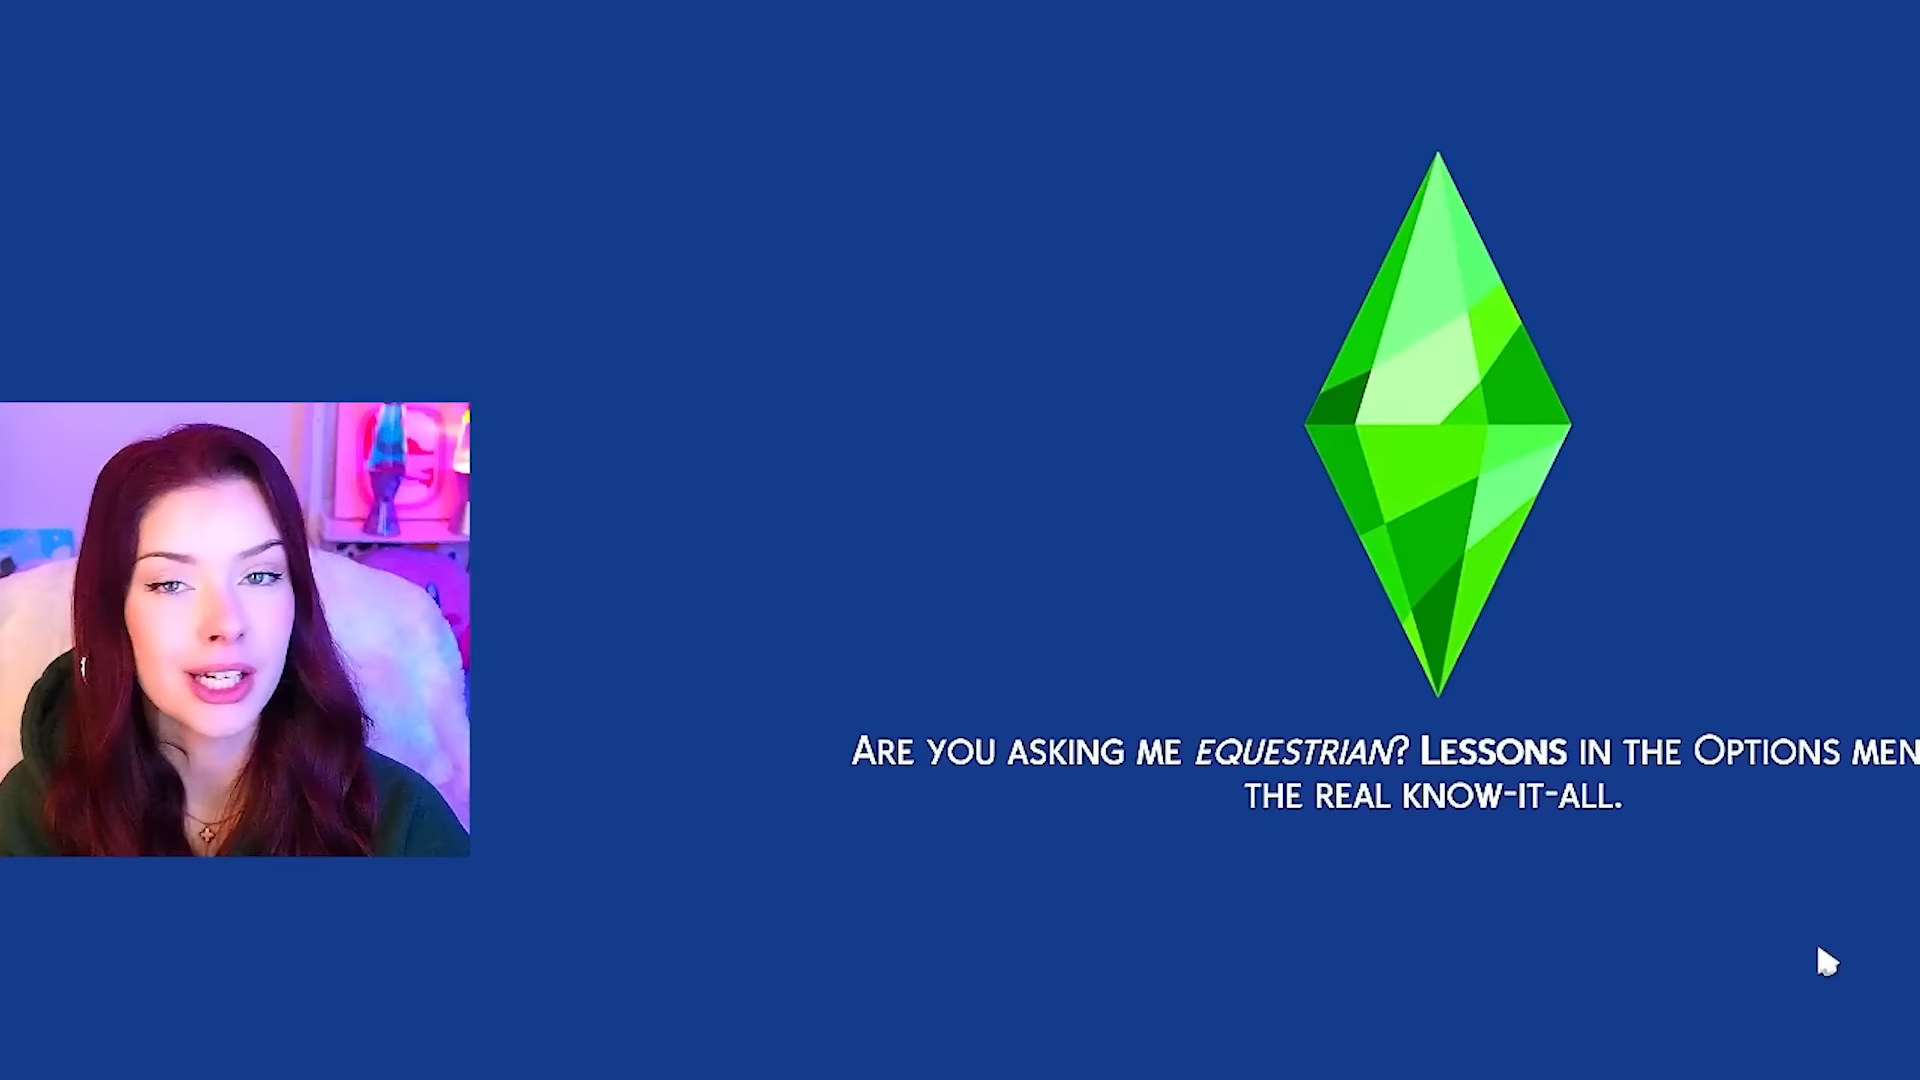 Are you asking me equestrian? Lessons in the Options men
the real know-it-all.